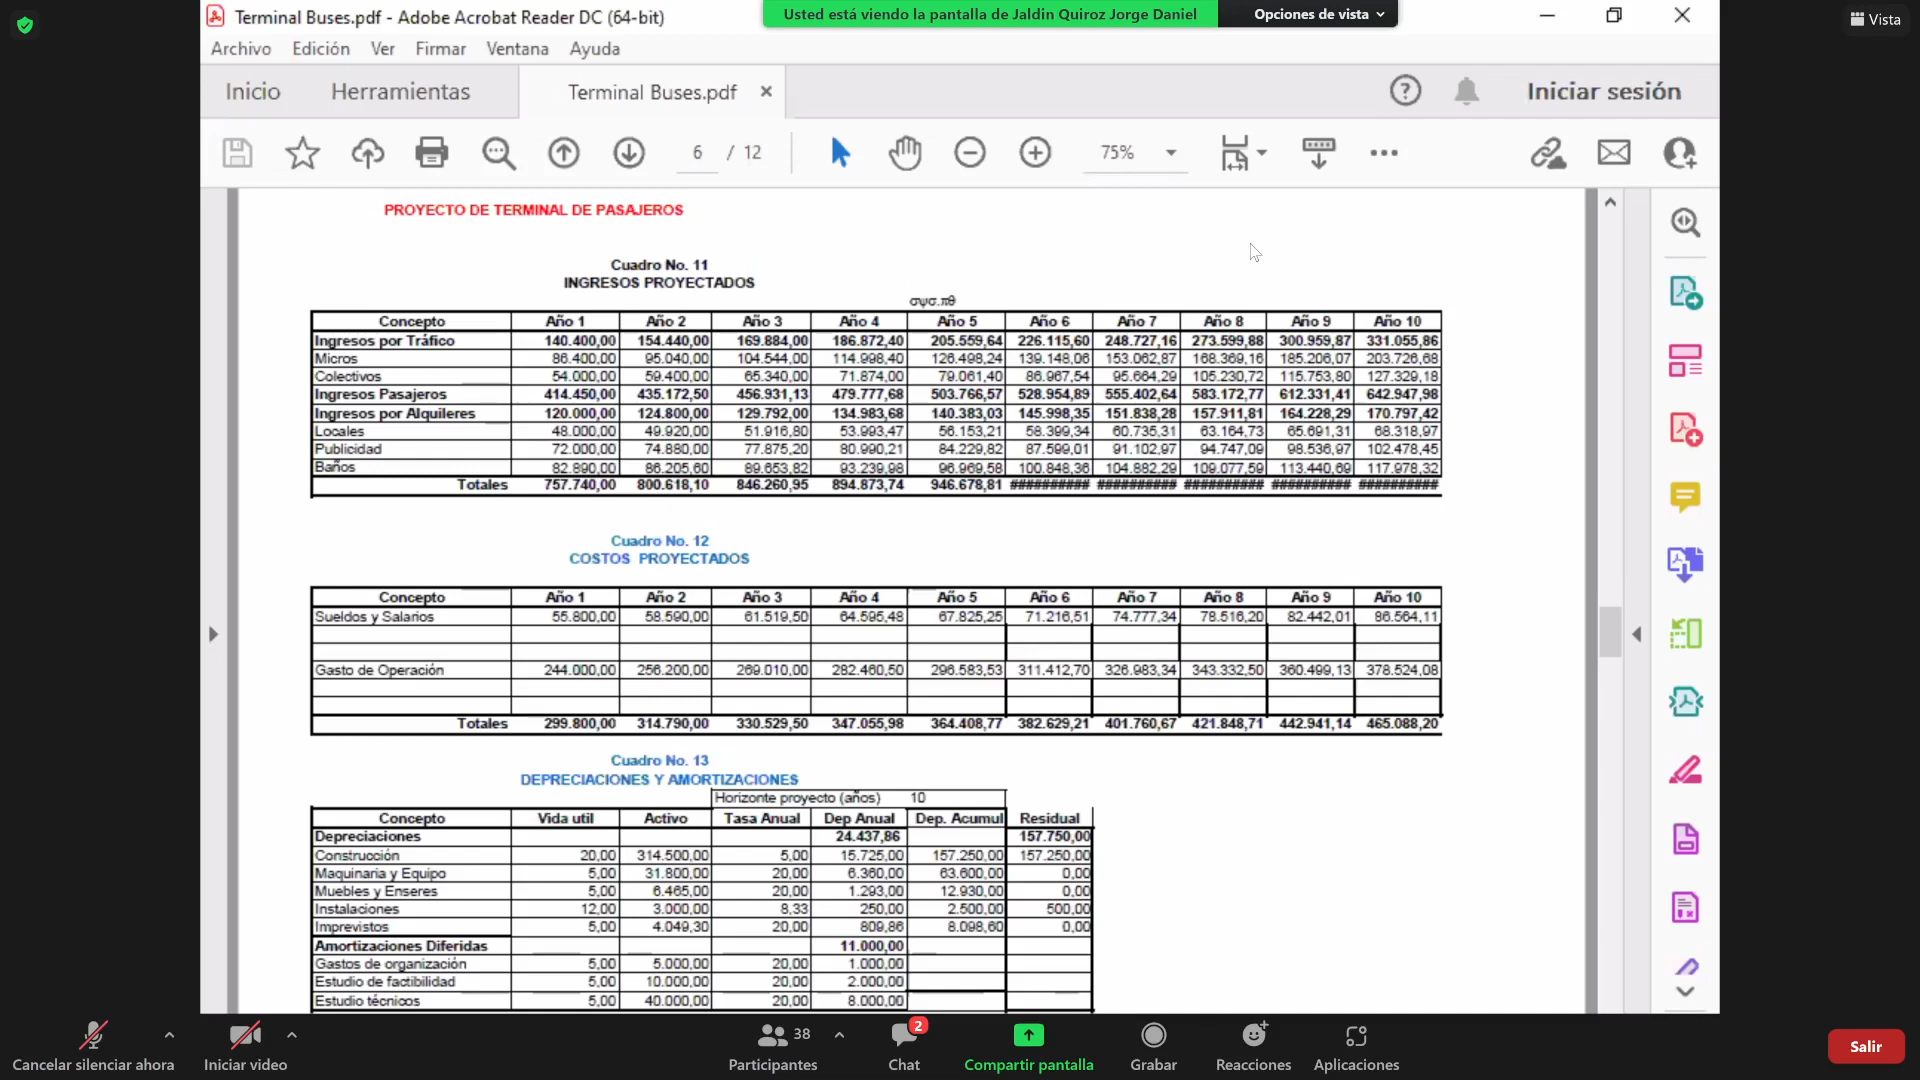 Terminal Buses.pdf - Adobe Acrobat Reader DC (64-bit)
Usted está viendo la pantalla de Jaldin Quiroz Jorge Daniel
Opciones de vista
Vista
Archivo Edición Ver Firmar Ventana Ayuda
Inicio Herramientas Terminal Buses.pdf Iniciar sesión
6 / 12 75%
PROYECTO DE TERMINAL DE PASAJEROS
Cuadro No. 11
INGRESOS PROYECTADOS
σψσ.πθ
Concepto Año 1 Año 2 Año 3 Año 4 Año 5 Año 6 Año 7 Año 8 Año 9 Año 10
Ingresos por Tráfico 140.400,00 154.440,00 169.884,00 186.872,40 205.559,64 226.115,60 248.727,16 273.599,88 300.959,87 331.055,86
Micros 86.400,00 95.040,00 104.544,00 114.998,40 126.498,24 139.148,06 153.062,87 168.369,16 185.206,07 203.726,68
Colectivos 54.000,00 59.400,00 65.340,00 71.874,00 79.061,40 86.967,54 95.664,29 105.230,72 115.753,80 127.329,18
Ingresos Pasajeros 414.450,00 435.172,50 456.931,13 479.777,68 503.766,57 528.954,89 555.402,64 583.172,77 612.331,41 642.947,98
Ingresos por Alquileres 120.000,00 124.800,00 129.792,00 134.983,68 140.383,03 145.998,35 151.838,28 157.911,81 164.228,29 170.797,42
Locales 48.000,00 49.920,00 51.916,80 53.993,47 56.153,21 58.399,34 60.735,31 63.164,73 65.691,31 68.318,97
Publicidad 72.000,00 74.880,00 77.875,20 80.990,21 84.229,82 87.599,01 91.102,97 94.747,09 98.536,97 102.478,45
Baños 82.890,00 86.205,60 89.653,82 93.239,98 96.969,58 100.848,36 104.882,29 109.077,59 113.440,69 117.978,32
Totales 757.740,00 800.618,10 846.260,95 894.873,74 946.678,81 ########## ########## ########## ########## ##########
Cuadro No. 12
COSTOS PROYECTADOS
Concepto Año 1 Año 2 Año 3 Año 4 Año 5 Año 6 Año 7 Año 8 Año 9 Año 10
Sueldos y Salarios 55.800,00 58.590,00 61.519,50 64.595,48 67.825,25 71.216,51 74.777,34 78.516,20 82.442,01 86.564,11
Gasto de Operación 244.000,00 256.200,00 269.010,00 282.460,50 296.583,53 311.412,70 326.983,34 343.332,50 360.499,13 378.524,08
Totales 299.800,00 314.790,00 330.529,50 347.055,98 364.408,77 382.629,21 401.760,67 421.848,71 442.941,14 465.088,20
Cuadro No. 13
DEPRECIACIONES Y AMORTIZACIONES
Horizonte proyecto (años) 10
Concepto Vida util Activo Tasa Anual Dep Anual Dep. Acumul Residual
Depreciaciones 24.437,86 157.750,00
Construcción 20,00 314.500,00 5,00 15.725,00 157.250,00 157.250,00
Maquinaria y Equipo 5,00 31.800,00 20,00 6.360,00 63.600,00 0,00
Muebles y Enseres 5,00 6.465,00 20,00 1.293,00 12.930,00 0,00
Instalaciones 12,00 3.000,00 8,33 250,00 2.500,00 500,00
Imprevistos 5,00 4.049,30 20,00 809,86 8.098,60 0,00
Amortizaciones Diferidas 11.000,00
Gastos de organización 5,00 5.000,00 20,00 1.000,00
Estudio de factibilidad 5,00 10.000,00 20,00 2.000,00
Estudio técnicos 5,00 40.000,00 20,00 8.000,00
38 2
Cancelar silenciar ahora Iniciar video Participantes Chat Compartir pantalla Grabar Reacciones Aplicaciones Salir